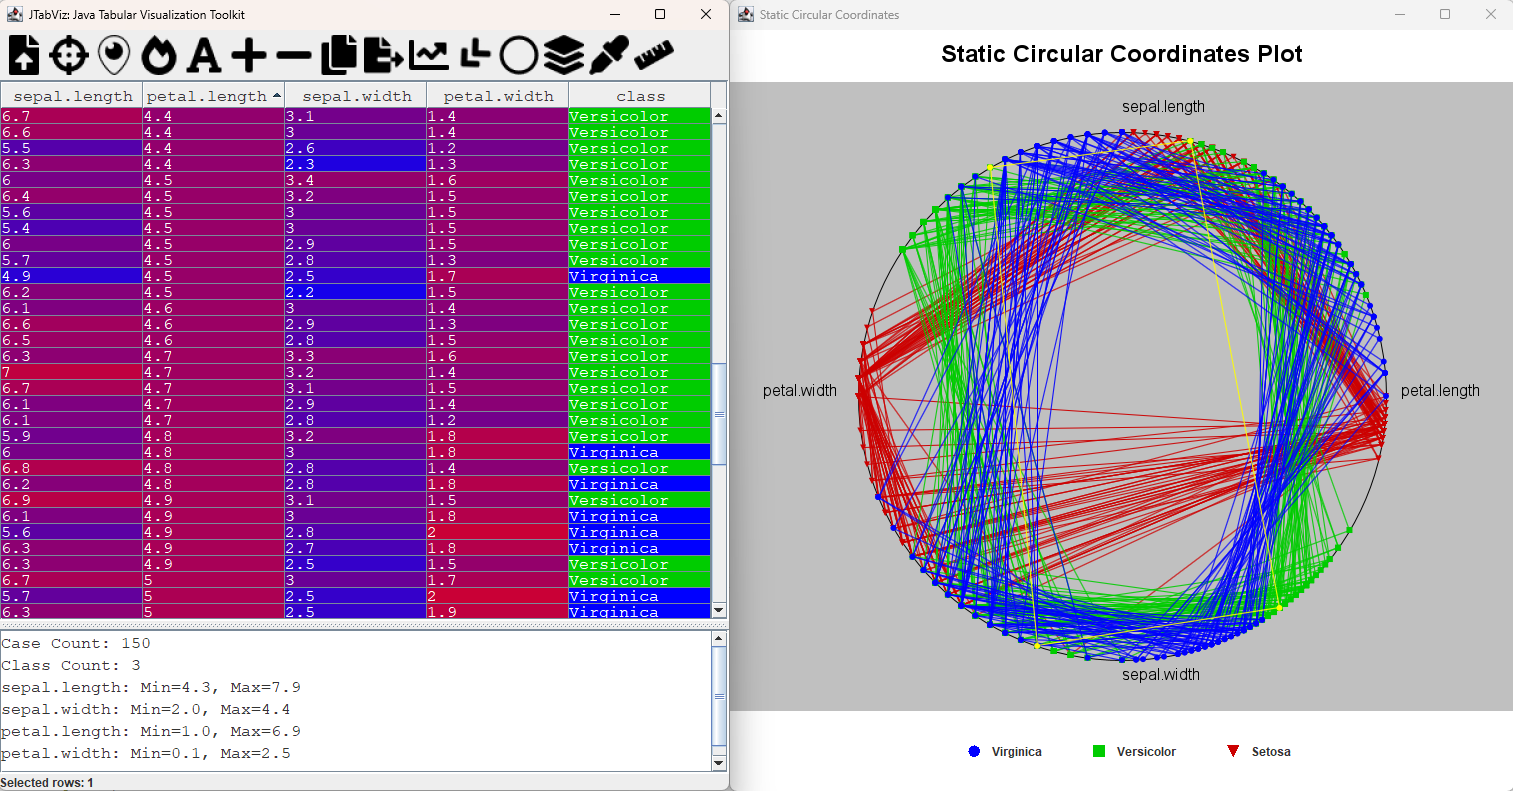 JTabViz: Java Tabular Visualization Toolkit
sepal.length petal.length sepal.width petal.width class
6.7 4.4 3.1 1.4 Versicolor
6.6 4.4 3 1.4 Versicolor
5.5 4.4 2.6 1.2 Versicolor
6.3 4.4 2.3 1.3 Versicolor
6 4.5 3.4 1.6 Versicolor
6.4 4.5 3.2 1.5 Versicolor
5.6 4.5 3 1.5 Versicolor
5.4 4.5 3 1.5 Versicolor
6 4.5 2.9 1.5 Versicolor
5.7 4.5 2.8 1.3 Versicolor
4.9 4.5 2.5 1.7 Virginica
6.2 4.5 2.2 1.5 Versicolor
6.1 4.6 3 1.4 Versicolor
6.6 4.6 2.9 1.3 Versicolor
6.5 4.6 2.8 1.5 Versicolor
6.3 4.7 3.3 1.6 Versicolor
7 4.7 3.2 1.4 Versicolor
6.7 4.7 3.1 1.5 Versicolor
6.1 4.7 2.9 1.4 Versicolor
6.1 4.7 2.8 1.2 Versicolor
5.9 4.8 3.2 1.8 Versicolor
6 4.8 3 1.8 Virginica
6.8 4.8 2.8 1.4 Versicolor
6.2 4.8 2.8 1.8 Virginica
6.9 4.9 3.1 1.5 Versicolor
6.1 4.9 3 1.8 Virginica
5.6 4.9 2.8 2 Virginica
6.3 4.9 2.7 1.8 Virginica
6.3 4.9 2.5 1.5 Versicolor
6.7 5 3 1.7 Versicolor
5.7 5 2.5 2 Virginica
6.3 5 2.5 1.9 Virginica
Case Count: 150
Class Count: 3
sepal.length: Min=4.3, Max=7.9
sepal.width: Min=2.0, Max=4.4
petal.length: Min=1.0, Max=6.9
petal.width: Min=0.1, Max=2.5
Selected rows: 1
Static Circular Coordinates
Static Circular Coordinates Plot
sepal.length
petal.width
petal.length
sepal.width
Virginica Versicolor Setosa